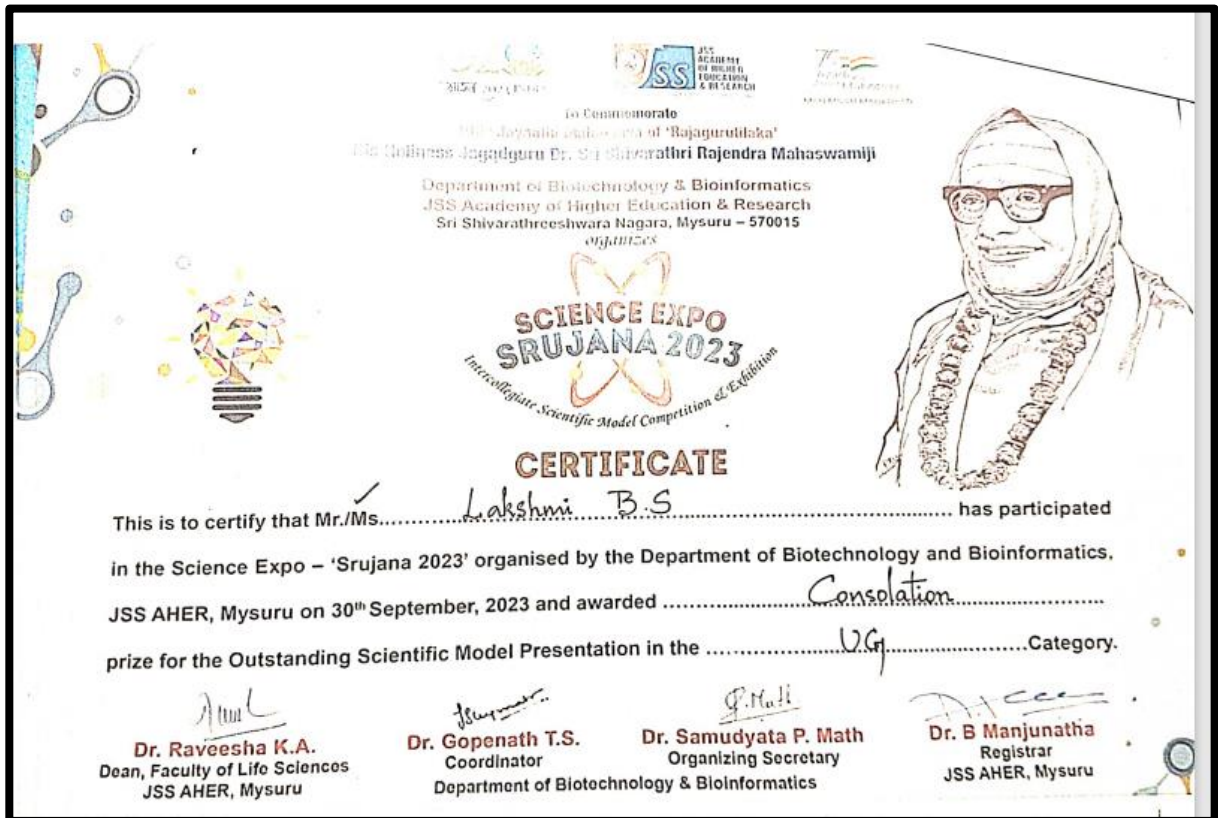 JSS
JSS
ACADEMY
OF HIGHER
EDUCATION
& RESEARCH
To Commemorate
of 'Rajagurutilaka'
His Holiness Jagadguru Dr. Sri Shivarathri Rajendra Mahaswamiji
Department of Biotechnology & Bioinformatics
JSS Academy of Higher Education & Research
Sri Shivarathreeshwara Nagara, Mysuru – 570015
organizes
SCIENCE EXPO
SRUJANA 2023
Intercollegiate Scientific Model Competition & Exhibition
CERTIFICATE
This is to certify that Mr./Ms. Lakshmi B.S has participated
in the Science Expo – 'Srujana 2023' organised by the Department of Biotechnology and Bioinformatics,
JSS AHER, Mysuru on 30th September, 2023 and awarded Consolation
prize for the Outstanding Scientific Model Presentation in the UG Category.
Dr. Raveesha K.A.
Dean, Faculty of Life Sciences
JSS AHER, Mysuru
Dr. Gopenath T.S.
Coordinator
Dr. Samudyata P. Math
Organizing Secretary
Department of Biotechnology & Bioinformatics
Dr. B Manjunatha
Registrar
JSS AHER, Mysuru